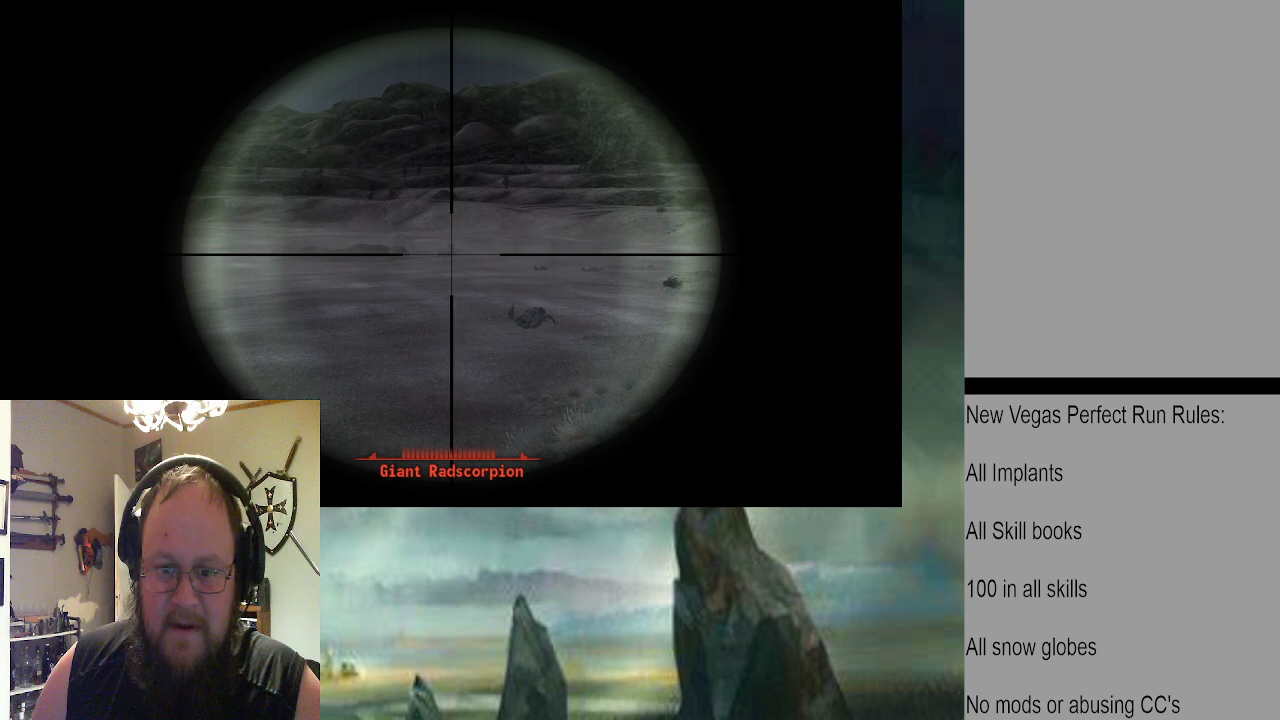 Giant Radscorpion
New Vegas Perfect Run Rules:
All Implants
All Skill books
100 in all skills
All snow globes
No mods or abusing CC's